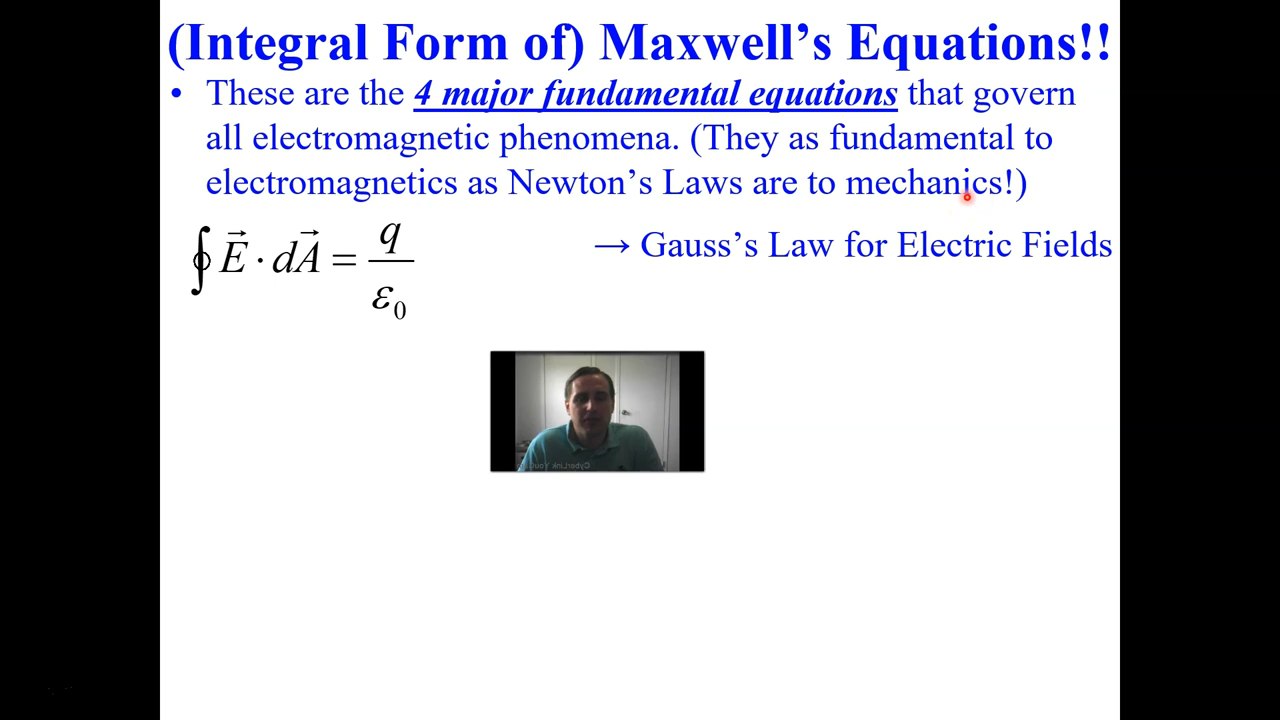 (Integral Form of) Maxwell's Equations!!
• These are the 4 major fundamental equations that govern
all electromagnetic phenomena. (They as fundamental to
electromagnetics as Newton's Laws are to mechanics!)
∮ E⃗ · dA⃗ = q / ε₀ → Gauss's Law for Electric Fields